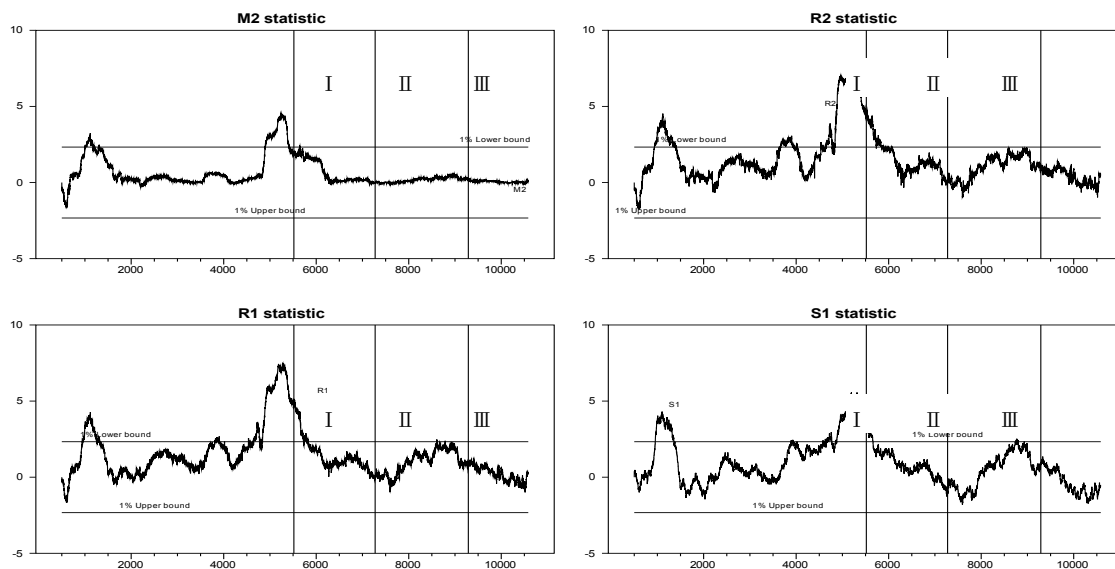 M2 statistic
10
5
0
-5
I
II
III
1% Lower bound
M2
1% Upper bound
2000
4000
6000
8000
10000
R2 statistic
10
5
0
-5
I
II
III
R2
1% Lower bound
1% Upper bound
2000
4000
6000
8000
10000
R1 statistic
10
5
0
-5
R1
I
II
III
1% Lower bound
1% Upper bound
2000
4000
6000
8000
10000
S1 statistic
10
5
0
-5
S1
I
II
III
1% Lower bound
1% Upper bound
2000
4000
6000
8000
10000